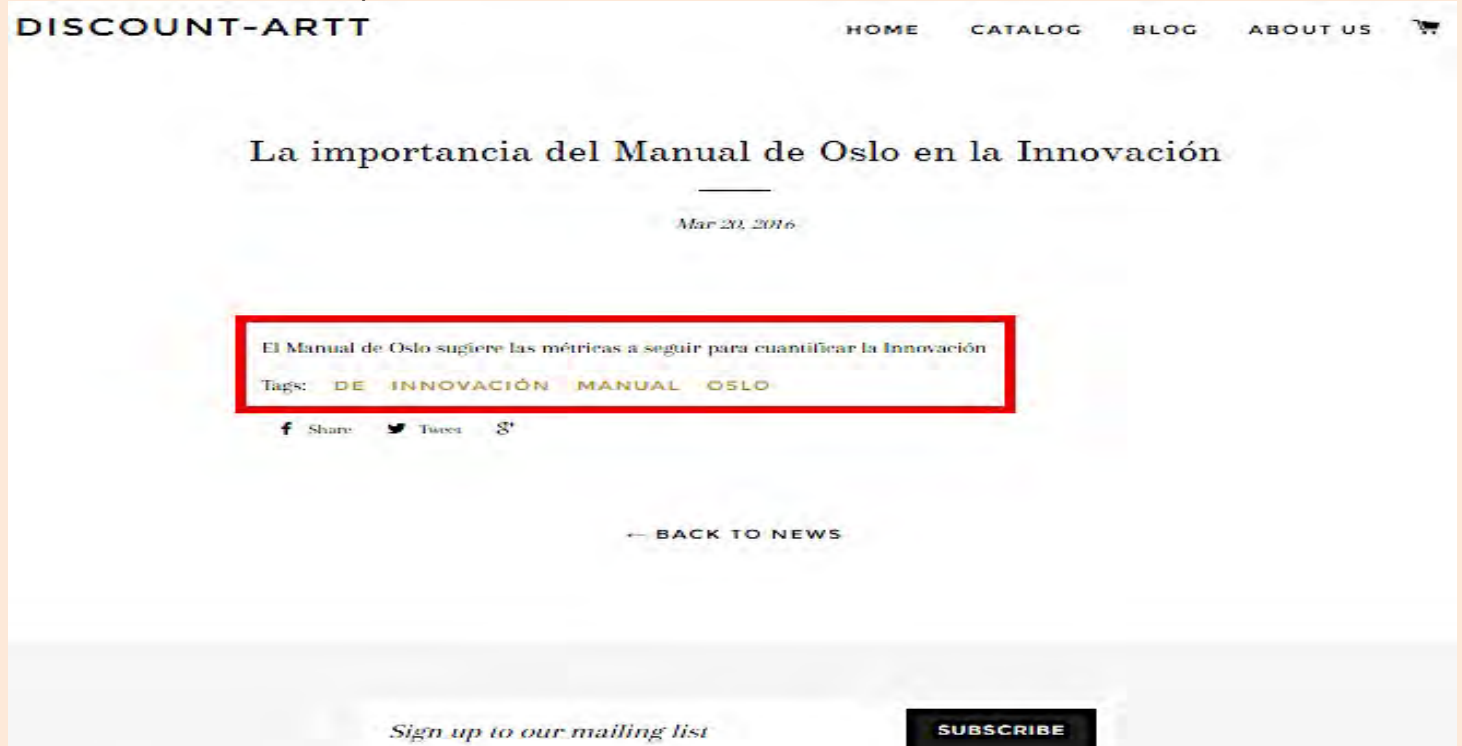 DISCOUNT-ARTT
HOME CATALOG BLOG ABOUT US
La importancia del Manual de Oslo en la Innovación
Mar 20, 2016
El Manual de Oslo sugiere las métricas a seguir para cuantificar la Innovación
Tags: DE INNOVACIÓN MANUAL OSLO
Share Tweet g+
← BACK TO NEWS
Sign up to our mailing list SUBSCRIBE